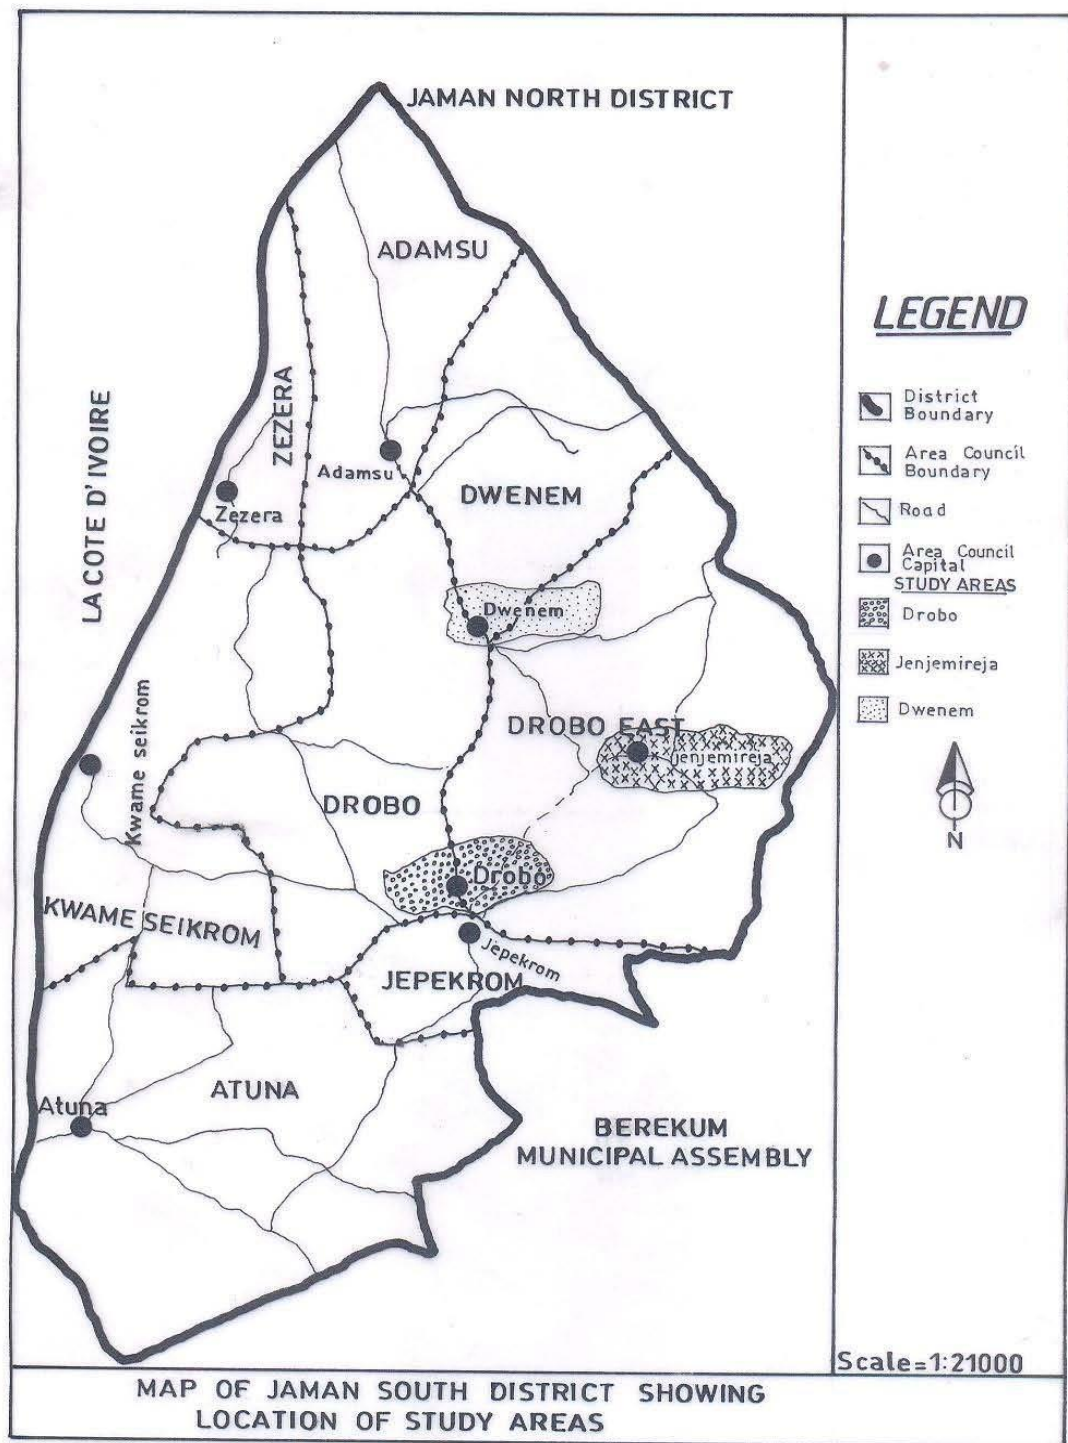 JAMAN NORTH DISTRICT
ADAMSU
ZEZERA
LA COTE D'IVOIRE
Adamsu
Zezera
DWENEM
Dwenem
Kwame seikrom
DROBO EAST
jenjemireja
DROBO
Drobo
KWAME SEIKROM
Jepekrom
JEPEKROM
ATUNA
Atuna
BEREKUM
MUNICIPAL ASSEMBLY
LEGEND
District
Boundary
Area Council
Boundary
Road
Area Council
Capital
STUDY AREAS
Drobo
Jenjemireja
Dwenem
N
Scale=1:21000
MAP OF JAMAN SOUTH DISTRICT SHOWING
LOCATION OF STUDY AREAS